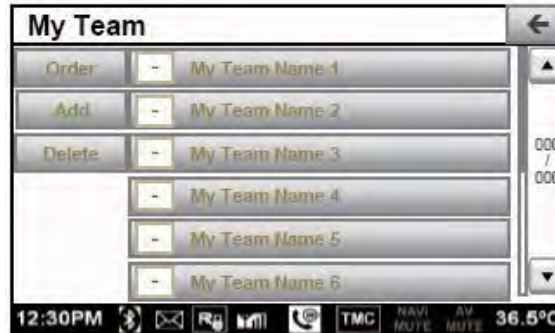 My Team
Order
-
My Team Name 1
Add
-
My Team Name 2
Delete
-
My Team Name 3
-
My Team Name 4
-
My Team Name 5
-
My Team Name 6
000
/
000
12:30PM
TMC
NAVI MUTE
AV MUTE
36.5°